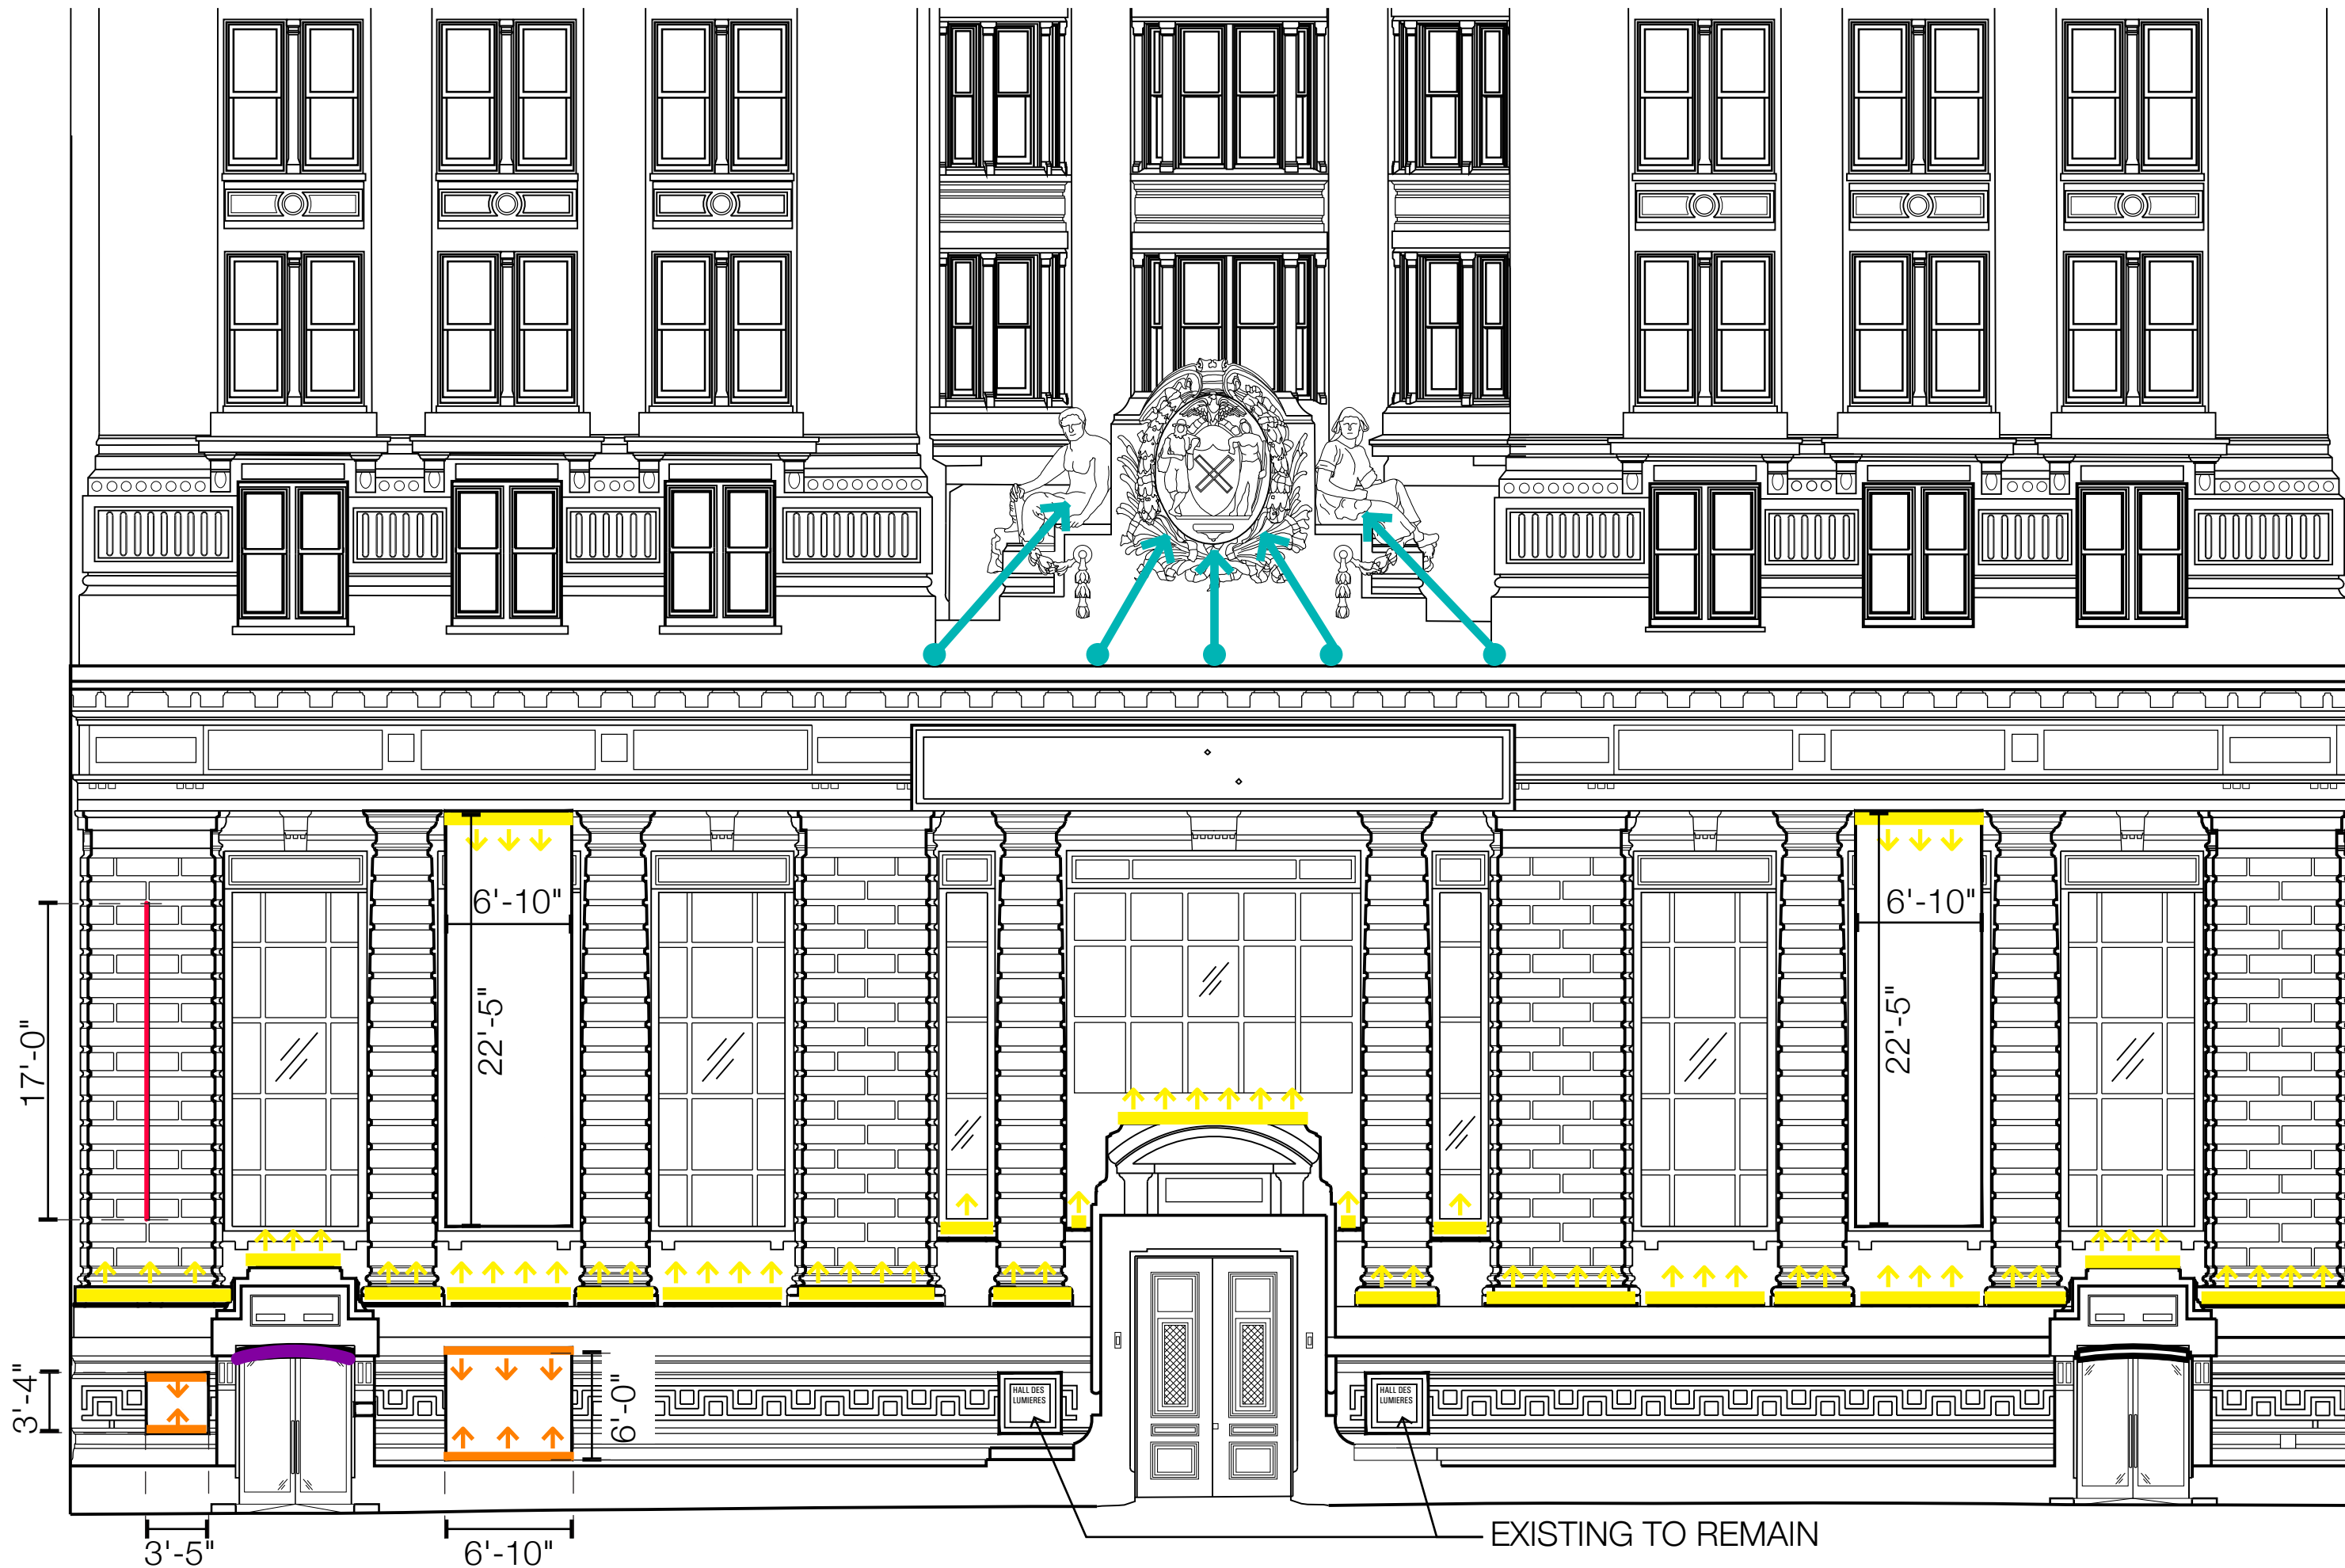 6'-10"
6'-10"
22'-5"
22'-5"
17'-0"
3'-4"
6'-0"
HALL DES
LUMIERES
HALL DES
LUMIERES
EXISTING TO REMAIN
3'-5"
6'-10"